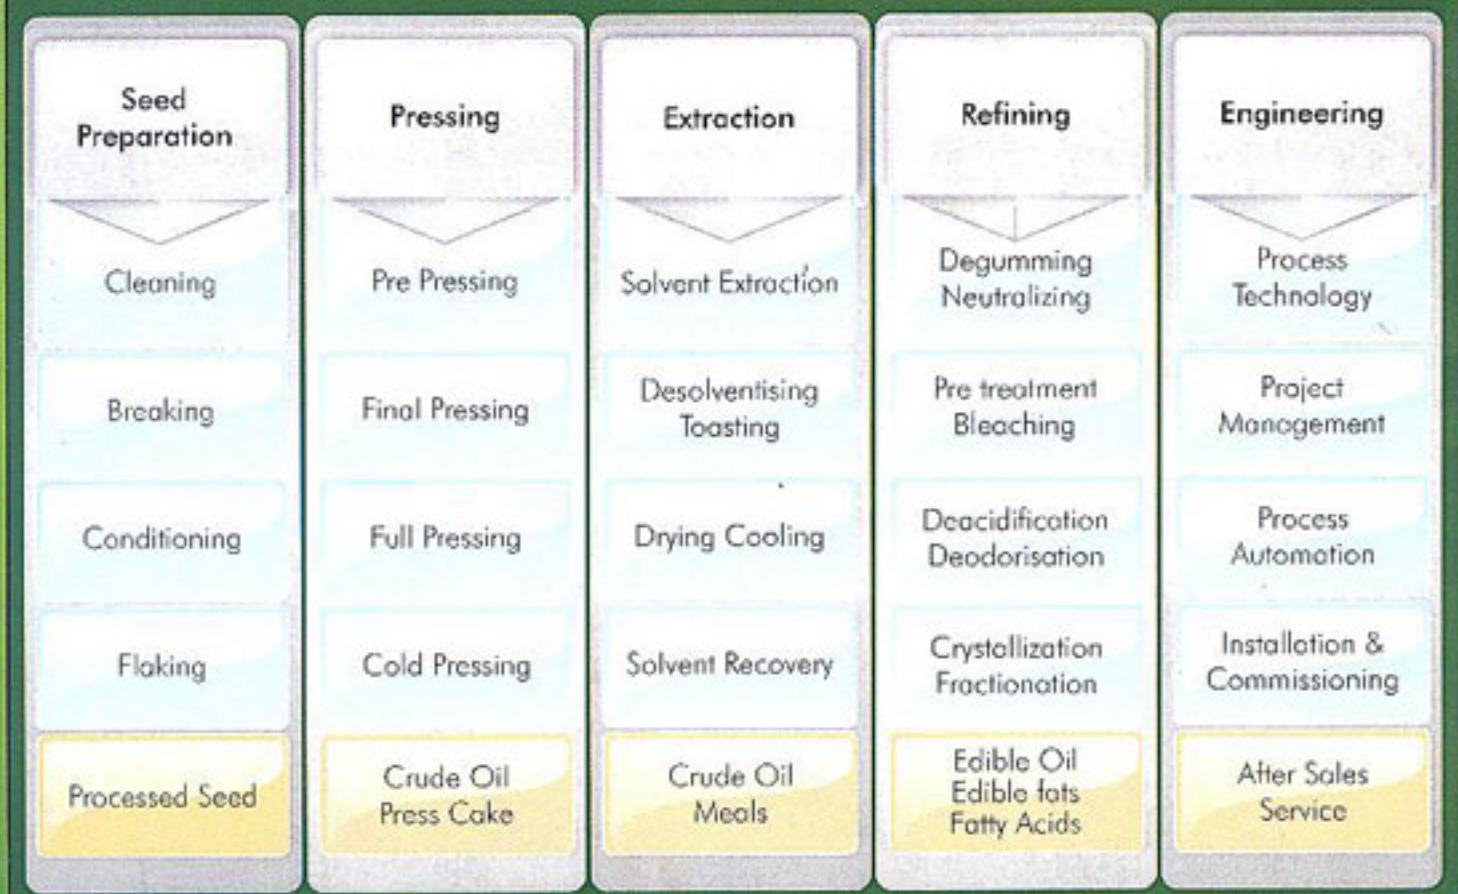 Seed
Preparation
Cleaning
Breaking
Conditioning
Flaking
Processed Seed
Pressing
Pre Pressing
Final Pressing
Full Pressing
Cold Pressing
Crude Oil
Press Cake
Extraction
Solvent Extraction
Desolventising
Toasting
Drying Cooling
Solvent Recovery
Crude Oil
Meals
Refining
Degumming
Neutralizing
Pre treatment
Bleaching
Deacidification
Deodorisation
Crystallization
Fractionation
Edible Oil
Edible fats
Fatty Acids
Engineering
Process
Technology
Project
Management
Process
Automation
Installation &
Commissioning
After Sales
Service